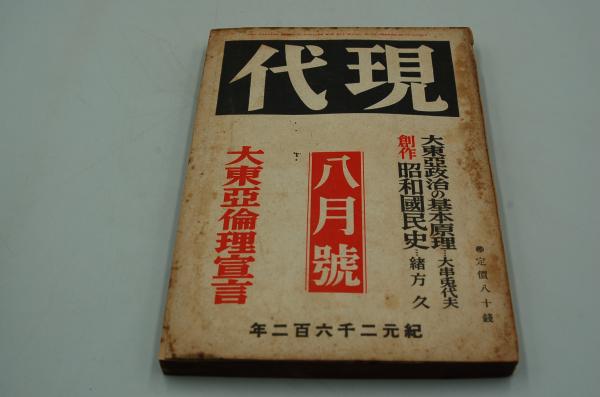 現代
大東亞政治の基本原理…大串兎代夫
創作 昭和國民史…緒方 久
八月號
大東亞倫理宣言
定價八十錢
紀元二千六百二年